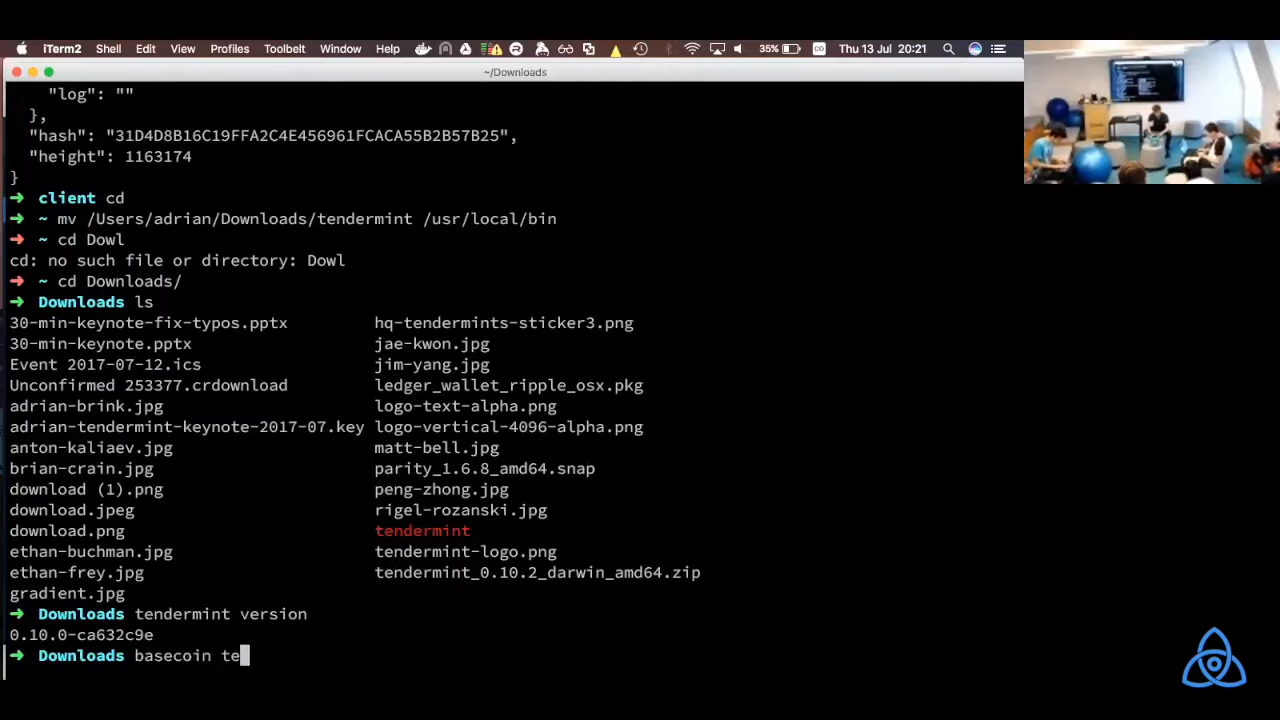 iTerm2 Shell Edit View Profiles Toolbelt Window Help 35% Thu 13 Jul 20:21
~/Downloads
"log": ""
},
"hash": "31D4D8B16C19FFA2C4E456961FCACA55B2B57B25",
"height": 1163174
}
➜ client cd
➜ ~ mv /Users/adrian/Downloads/tendermint /usr/local/bin
➜ ~ cd Dowl
cd: no such file or directory: Dowl
➜ ~ cd Downloads/
➜ Downloads ls
30-min-keynote-fix-typos.pptx hq-tendermints-sticker3.png
30-min-keynote.pptx jae-kwon.jpg
Event 2017-07-12.ics jim-yang.jpg
Unconfirmed 253377.crdownload ledger_wallet_ripple_osx.pkg
adrian-brink.jpg logo-text-alpha.png
adrian-tendermint-keynote-2017-07.key logo-vertical-4096-alpha.png
anton-kaliaev.jpg matt-bell.jpg
brian-crain.jpg parity_1.6.8_amd64.snap
download (1).png peng-zhong.jpg
download.jpeg rigel-rozanski.jpg
download.png tendermint
ethan-buchman.jpg tendermint-logo.png
ethan-frey.jpg tendermint_0.10.2_darwin_amd64.zip
gradient.jpg
➜ Downloads tendermint version
0.10.0-ca632c9e
➜ Downloads basecoin te